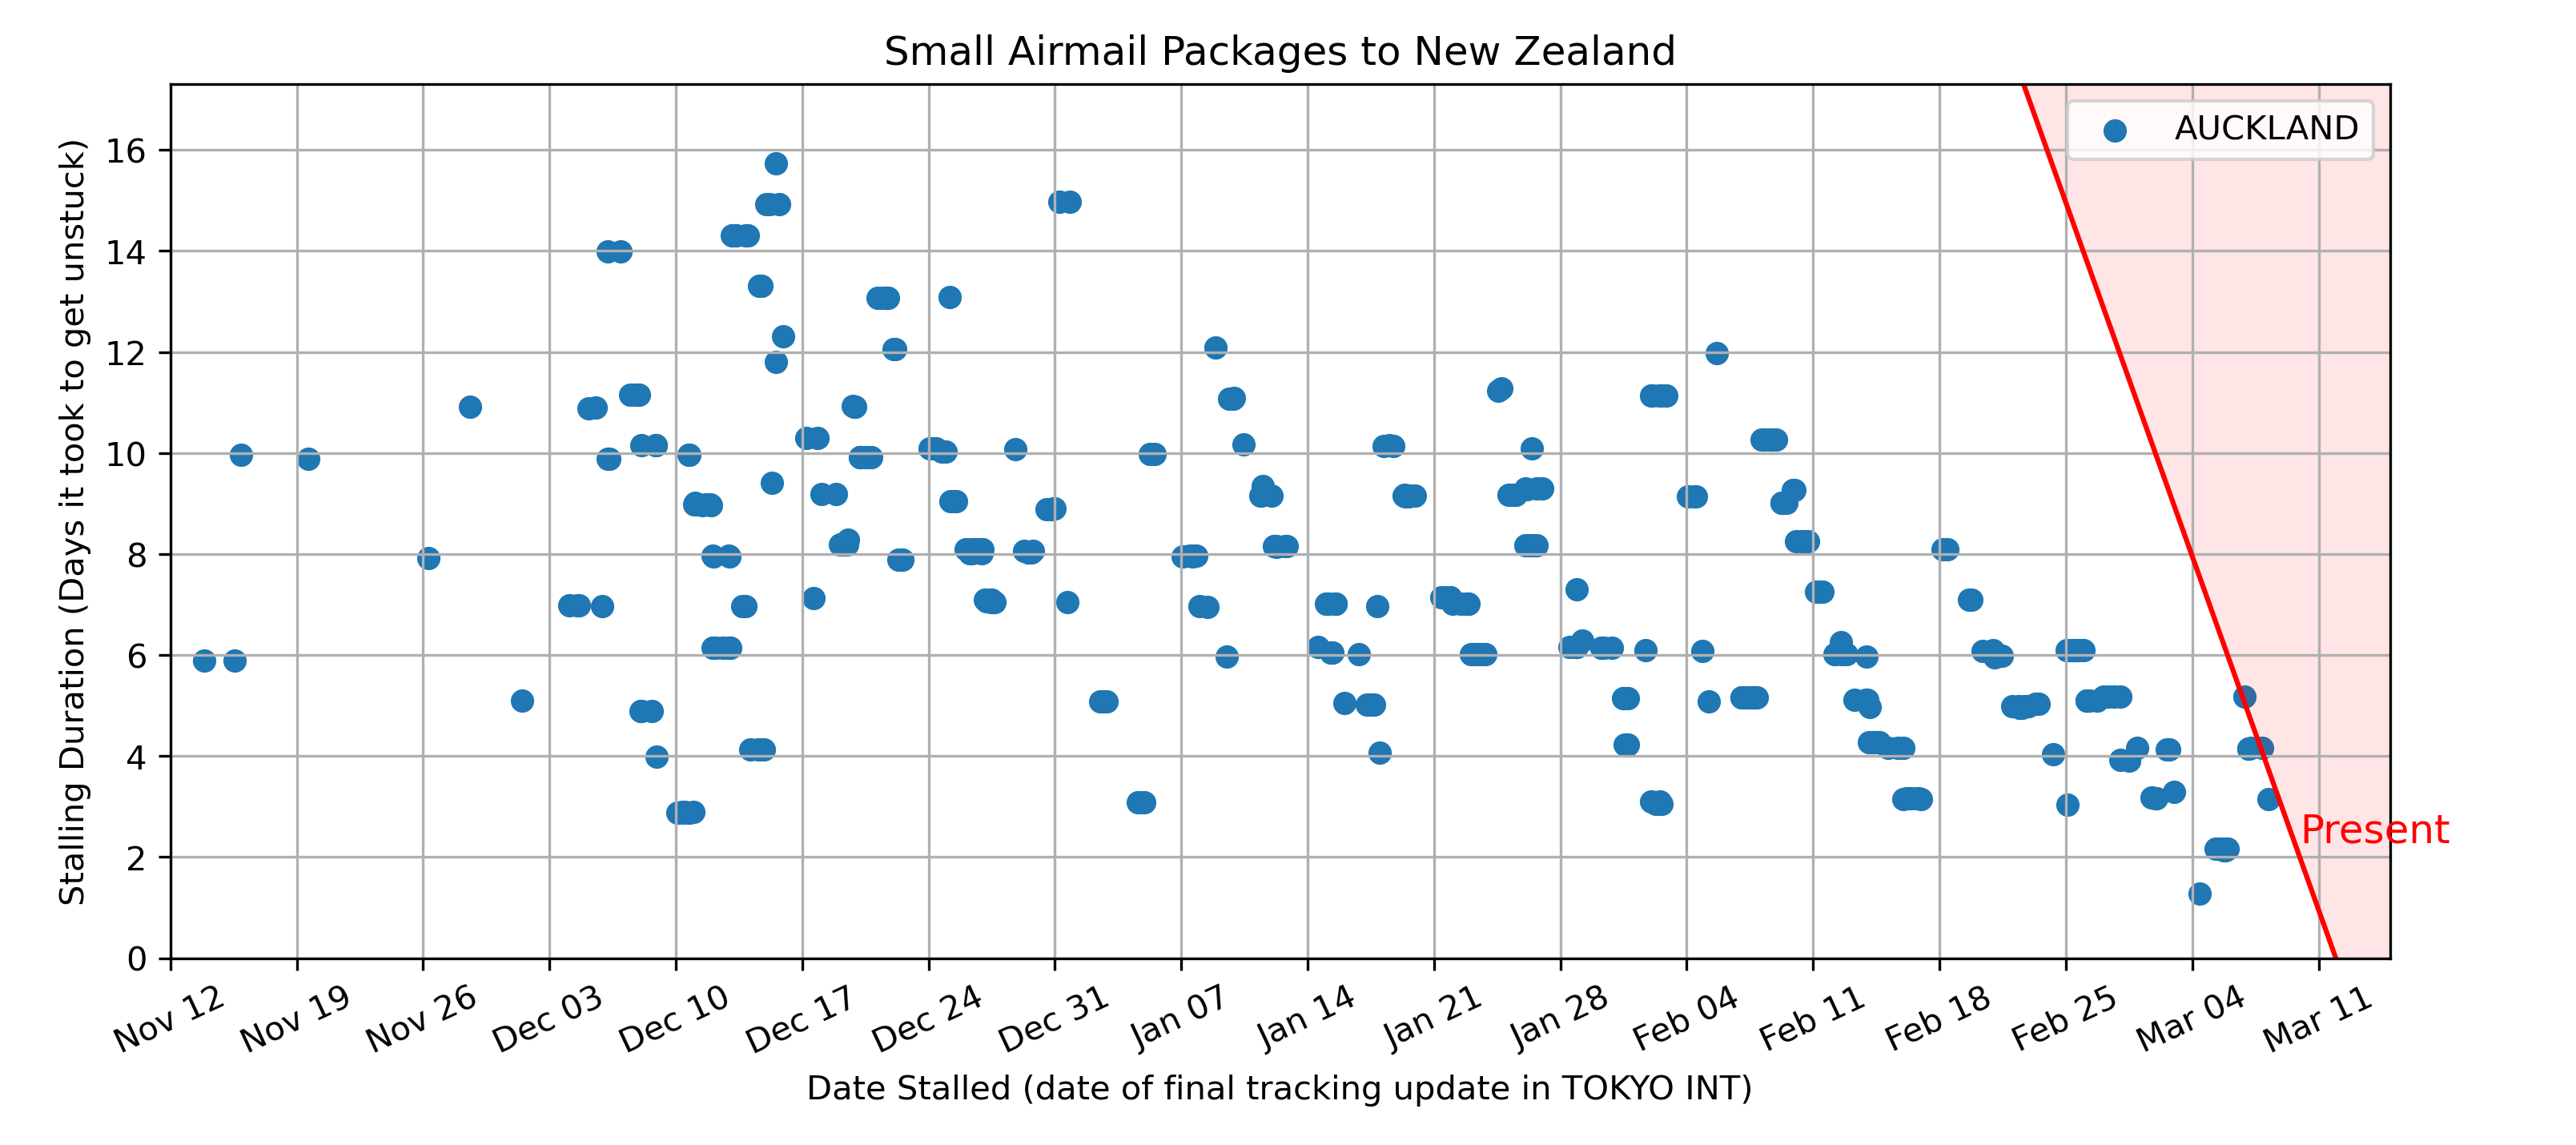 Small Airmail Packages to New Zealand
AUCKLAND
Stalling Duration (Days it took to get unstuck)
16
14
12
10
8
6
4
2
0
Present
Nov 12
Nov 19
Nov 26
Dec 03
Dec 10
Dec 17
Dec 24
Dec 31
Jan 07
Jan 14
Jan 21
Jan 28
Feb 04
Feb 11
Feb 18
Feb 25
Mar 04
Mar 11
Date Stalled (date of final tracking update in TOKYO INT)